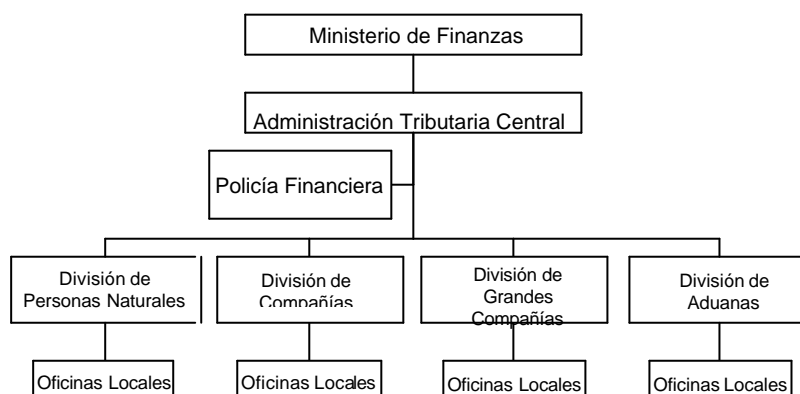 Ministerio de Finanzas
Administración Tributaria Central
Policía Financiera
División de
Personas Naturales
División de
Compañías
División de
Grandes
Compañías
División de
Aduanas
Oficinas Locales
Oficinas Locales
Oficinas Locales
Oficinas Locales